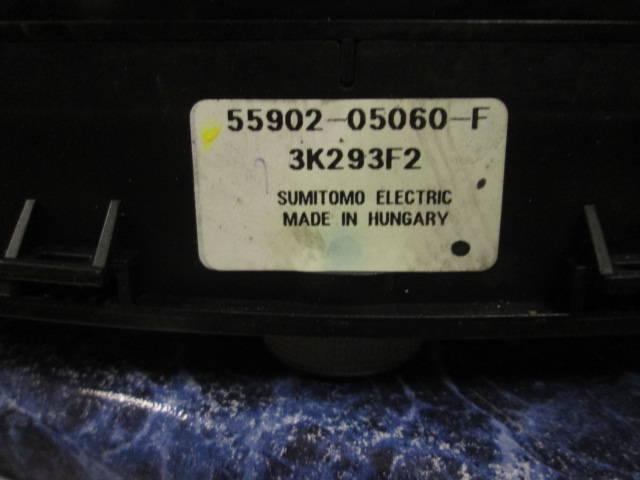 55902-05060-F
3K293F2
SUMITOMO ELECTRIC
MADE IN HUNGARY